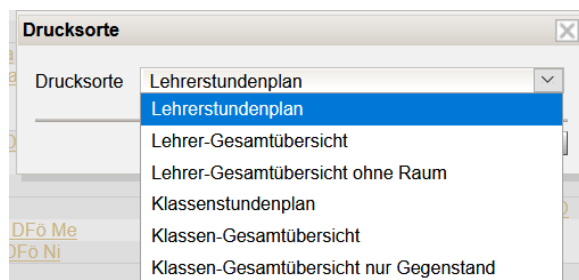 Drucksorte
Drucksorte Lehrerstundenplan
Lehrerstundenplan
Lehrer-Gesamtübersicht
Lehrer-Gesamtübersicht ohne Raum
Klassenstundenplan
Klassen-Gesamtübersicht
DFö Me
Klassen-Gesamtübersicht nur Gegenstand
DFö Ni